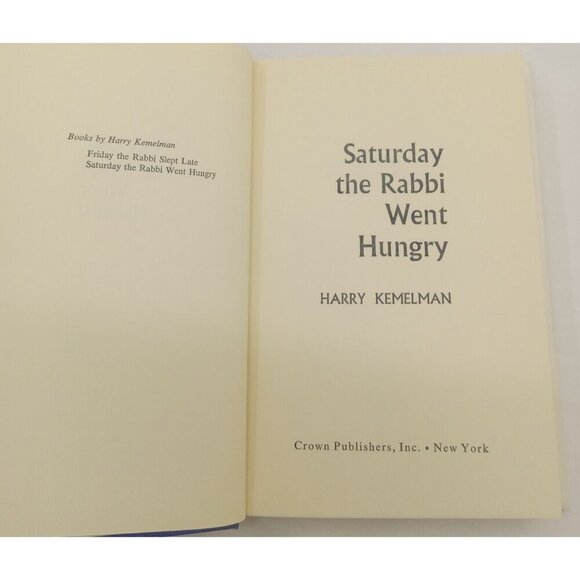 Books by Harry Kemelman
Friday the Rabbi Slept Late
Saturday the Rabbi Went Hungry
Saturday
the Rabbi
Went
Hungry
HARRY KEMELMAN
Crown Publishers, Inc. • New York